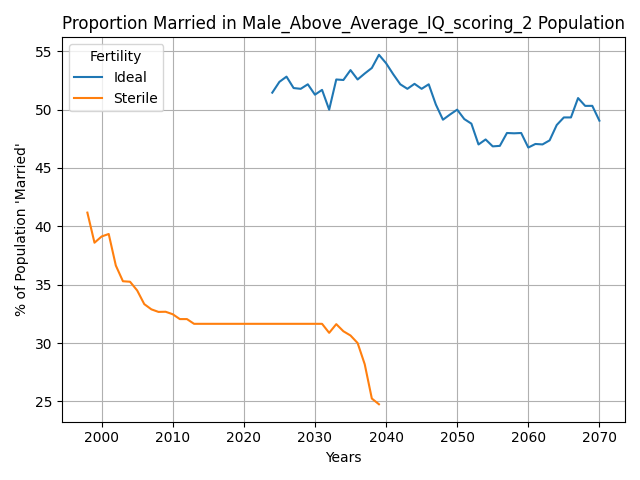 Proportion Married in Male_Above_Average_IQ_scoring_2 Population
% of Population 'Married'
Fertility
Ideal
Sterile
55
50
45
40
35
30
25
2000 2010 2020 2030 2040 2050 2060 2070
Years